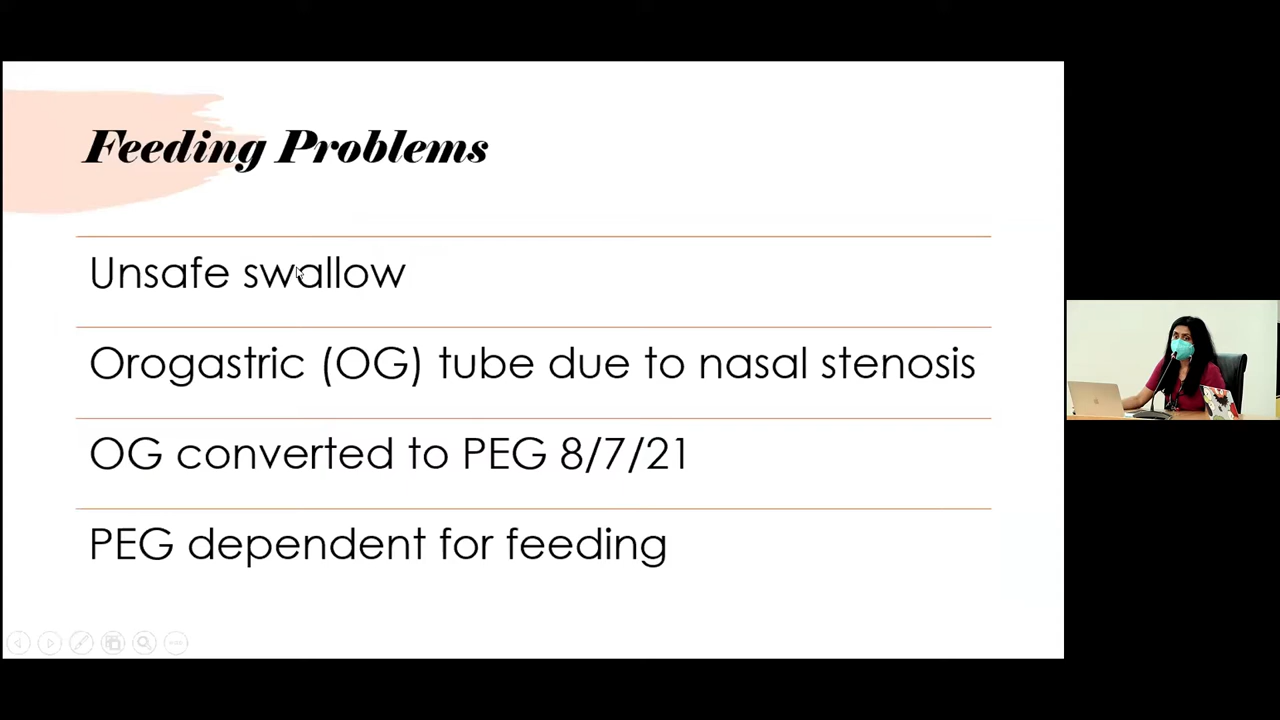 Feeding Problems
Unsafe swallow
Orogastric (OG) tube due to nasal stenosis
OG converted to PEG 8/7/21
PEG dependent for feeding